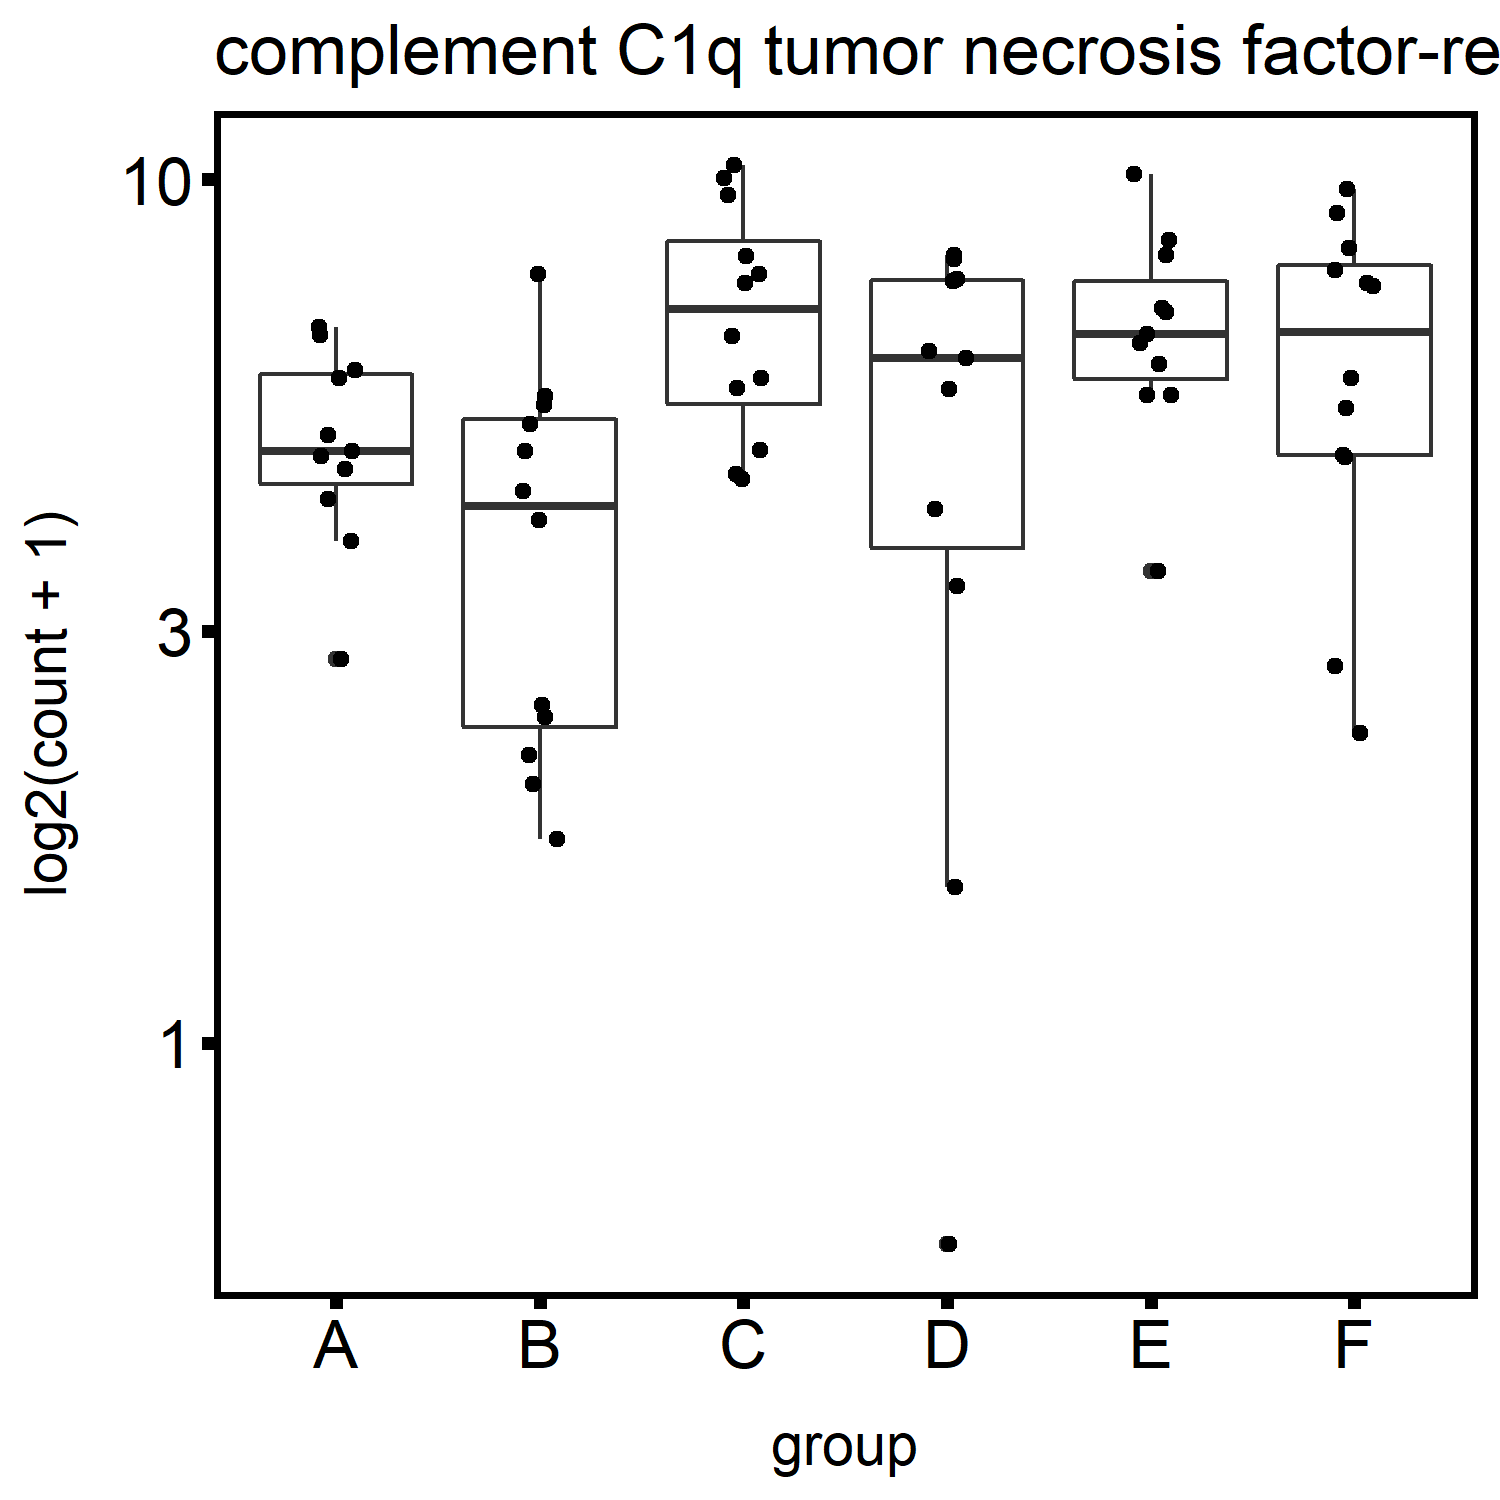 complement C1q tumor necrosis factor-re
10
3
1
log2(count + 1)
A B C D E F
group